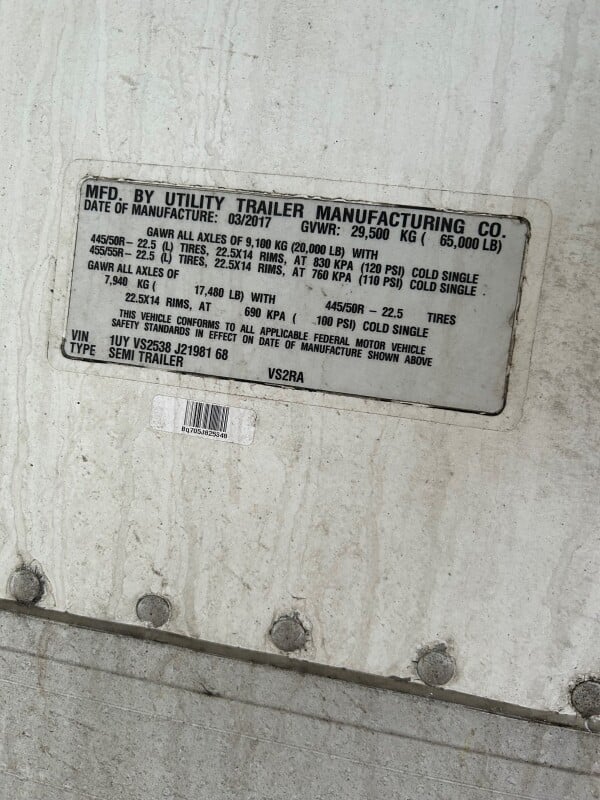 MFD. BY UTILITY TRAILER MANUFACTURING CO.
DATE OF MANUFACTURE: 03/2017 GVWR: 29,500 KG ( 65,000 LB)
GAWR ALL AXLES OF 9,100 KG (20,000 LB) WITH
445/50R- 22.5 (L) TIRES, 22.5X14 RIMS, AT 830 KPA (120 PSI) COLD SINGLE
455/55R- 22.5 (L) TIRES, 22.5X14 RIMS, AT 760 KPA (110 PSI) COLD SINGLE .
GAWR ALL AXLES OF
7,940 KG ( 17,480 LB) WITH 445/50R - 22.5 TIRES
22.5X14 RIMS, AT 690 KPA ( 100 PSI) COLD SINGLE
THIS VEHICLE CONFORMS TO ALL APPLICABLE FEDERAL MOTOR VEHICLE
SAFETY STANDARDS IN EFFECT ON DATE OF MANUFACTURE SHOWN ABOVE
VIN 1UY VS2538 J21981 68
TYPE SEMI TRAILER VS2RA